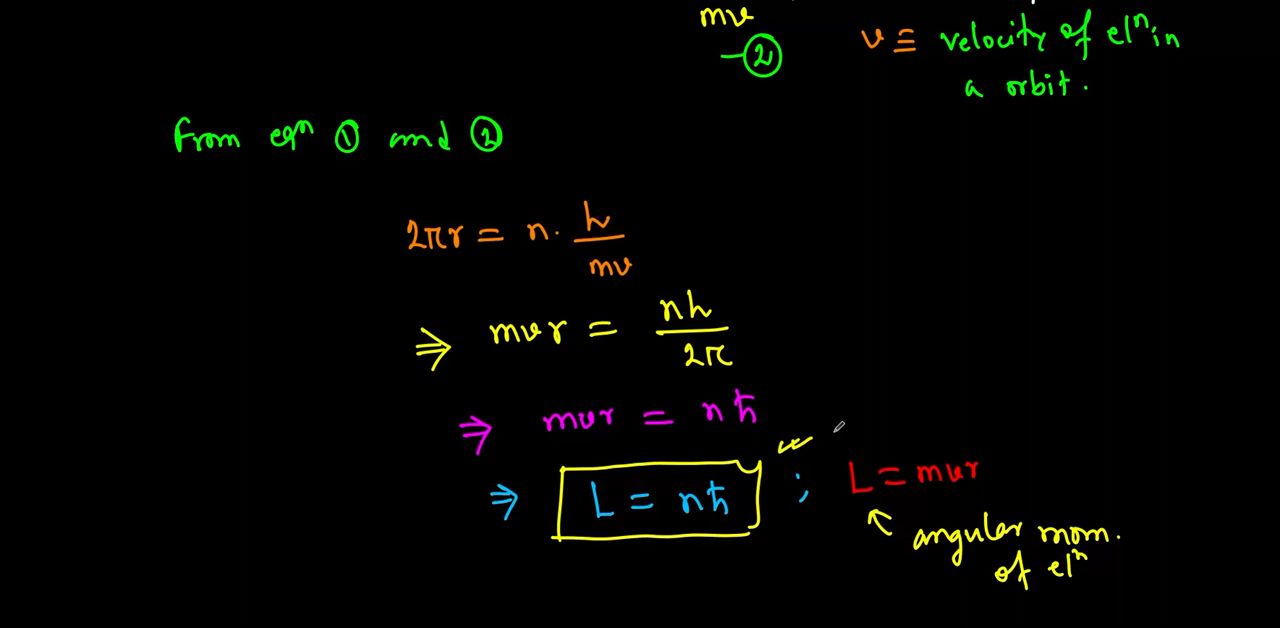 mv
—② v ≡ velocity of elⁿ in
a orbit.
From eqⁿ ① and ②
2πr = n. h/mv
⇒ mvr = nh/2π
⇒ mvr = nħ
⇒ L = nħ ; L = mvr
angular mom.
of elⁿ